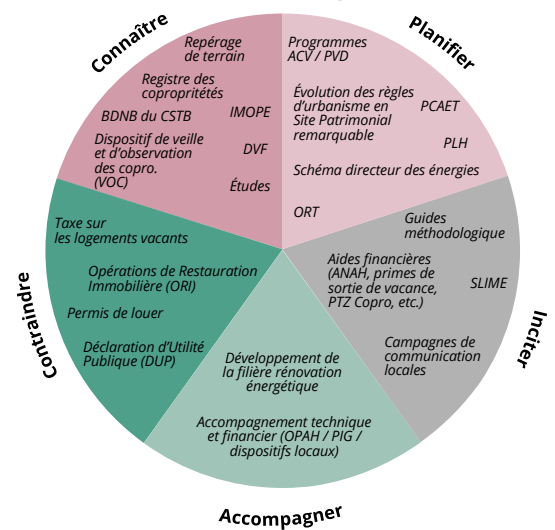 Connaître
Repérage
de terrain
Registre des
copropritétés
BDNB du CSTB
IMOPE
Dispositif de veille
et d'observation
des copro.
(VOC)
DVF
Études
Planifier
Programmes
ACV / PVD
Évolution des règles
d'urbanisme en
Site Patrimonial
remarquable
PCAET
PLH
Schéma directeur des énergies
ORT
Inciter
Guides
méthodologique
Aides financières
(ANAH, primes de
sortie de vacance,
PTZ Copro, etc.)
SLIME
Campagnes de
communication
locales
Accompagner
Développement de
la filière rénovation
énergétique
Accompagnement technique
et financier (OPAH / PIG /
dispositifs locaux)
Contraindre
Taxe sur
les logements vacants
Opérations de Restauration
Immobilière (ORI)
Permis de louer
Déclaration d'Utilité
Publique (DUP)